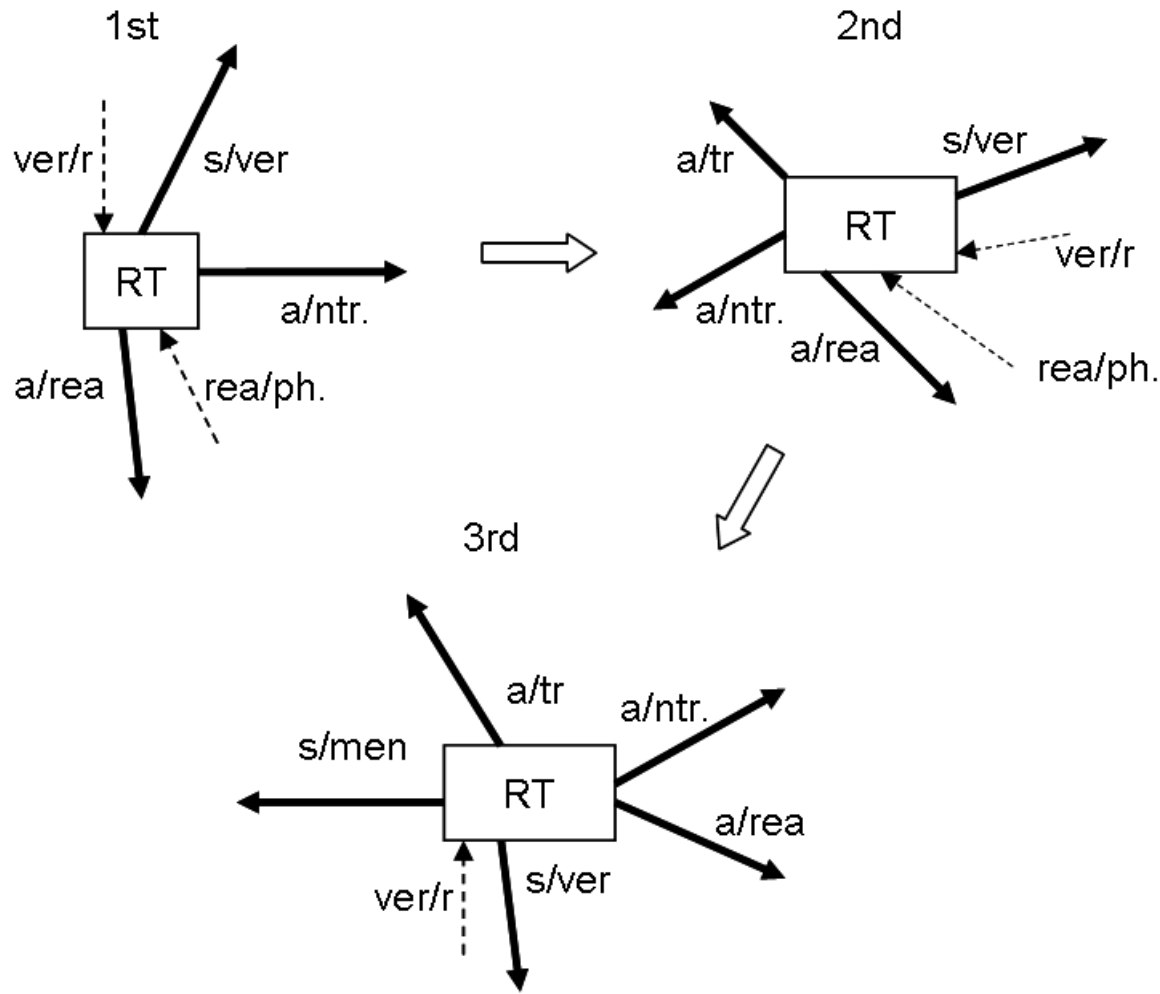 1st
2nd
ver/r
s/ver
RT
a/ntr.
a/rea
rea/ph.
a/tr
s/ver
RT
ver/r
a/ntr.
a/rea
rea/ph.
3rd
a/tr
a/ntr.
s/men
RT
a/rea
ver/r
s/ver